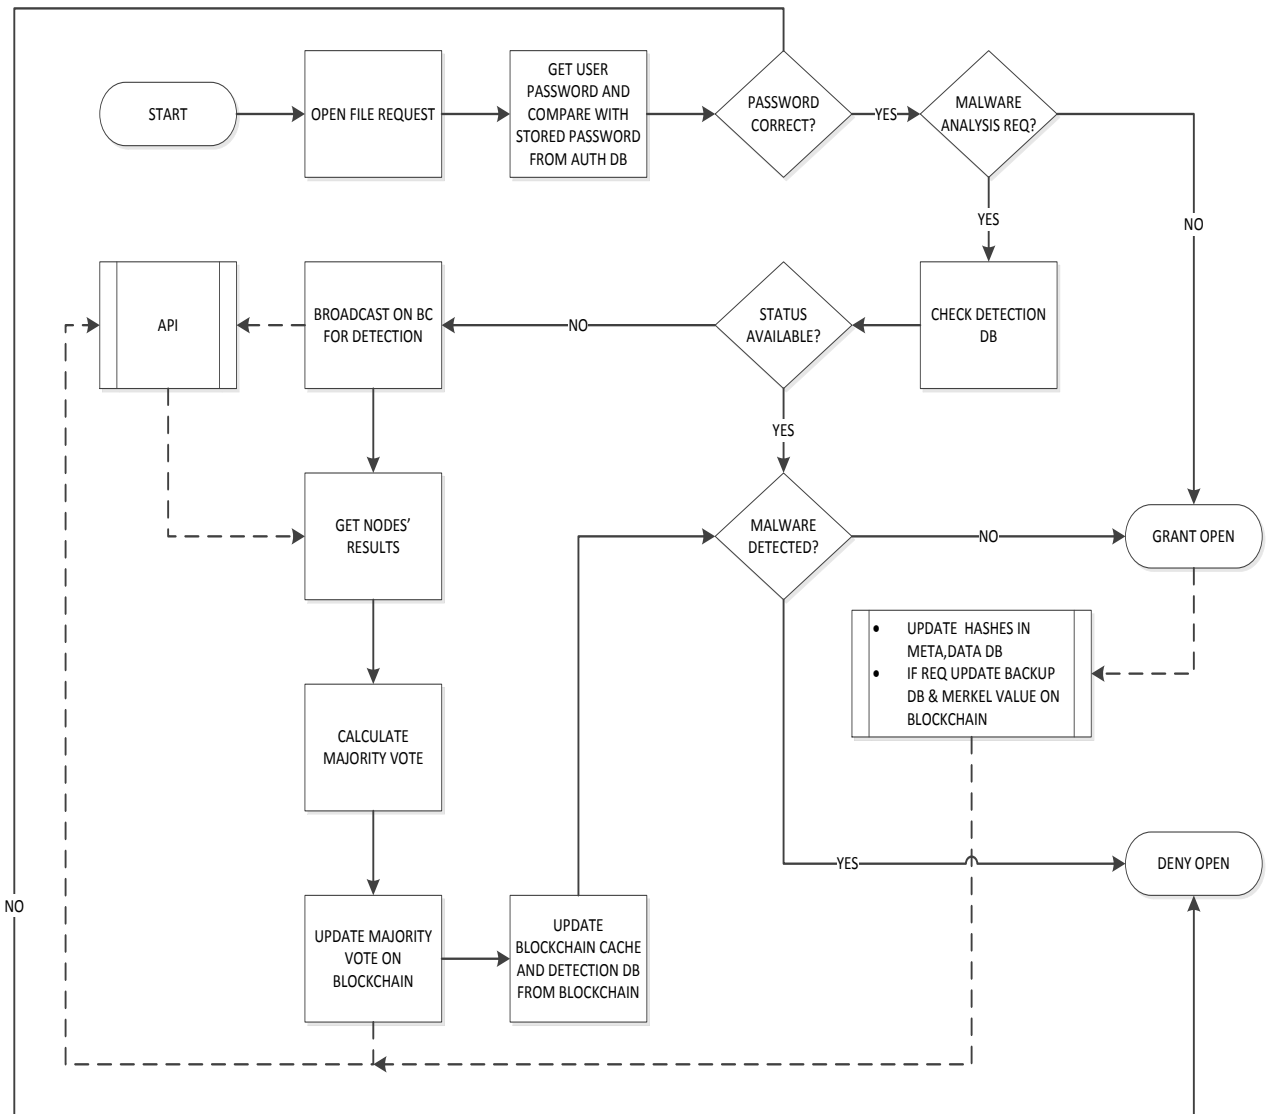 START
OPEN FILE REQUEST
GET USER
PASSWORD AND
COMPARE WITH
STORED PASSWORD
FROM AUTH DB
PASSWORD
CORRECT?
YES
MALWARE
ANALYSIS REQ?
YES
NO
API
BROADCAST ON BC
FOR DETECTION
NO
STATUS
AVAILABLE?
CHECK DETECTION
DB
YES
GET NODES'
RESULTS
MALWARE
DETECTED?
NO
GRANT OPEN
• UPDATE  HASHES IN
META,DATA DB
• IF REQ UPDATE BACKUP
DB & MERKEL VALUE ON
BLOCKCHAIN
CALCULATE
MAJORITY VOTE
YES
DENY OPEN
NO
UPDATE MAJORITY
VOTE ON
BLOCKCHAIN
UPDATE
BLOCKCHAIN CACHE
AND DETECTION DB
FROM BLOCKCHAIN